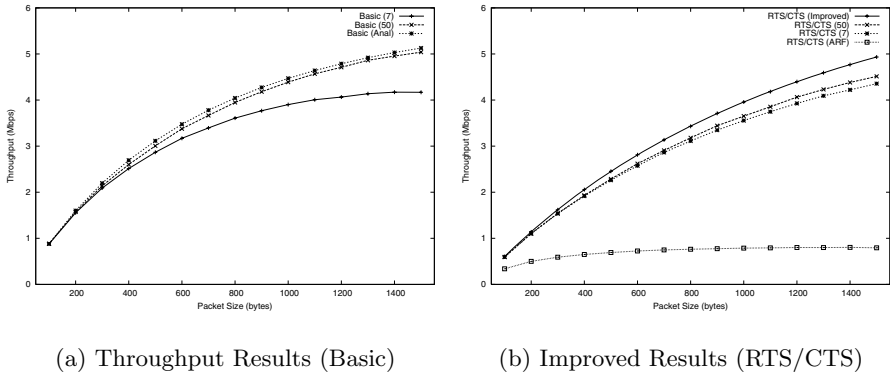 Basic (7)
Basic (50)
Basic (Anal)
Throughput (Mbps)
6
5
4
3
2
1
0
200 400 600 800 1000 1200 1400
Packet Size (bytes)
(a) Throughput Results (Basic)
RTS/CTS (Improved)
RTS/CTS (50)
RTS/CTS (7)
RTS/CTS (ARF)
Throughput (Mbps)
6
5
4
3
2
1
0
200 400 600 800 1000 1200 1400
Packet Size (bytes)
(b) Improved Results (RTS/CTS)